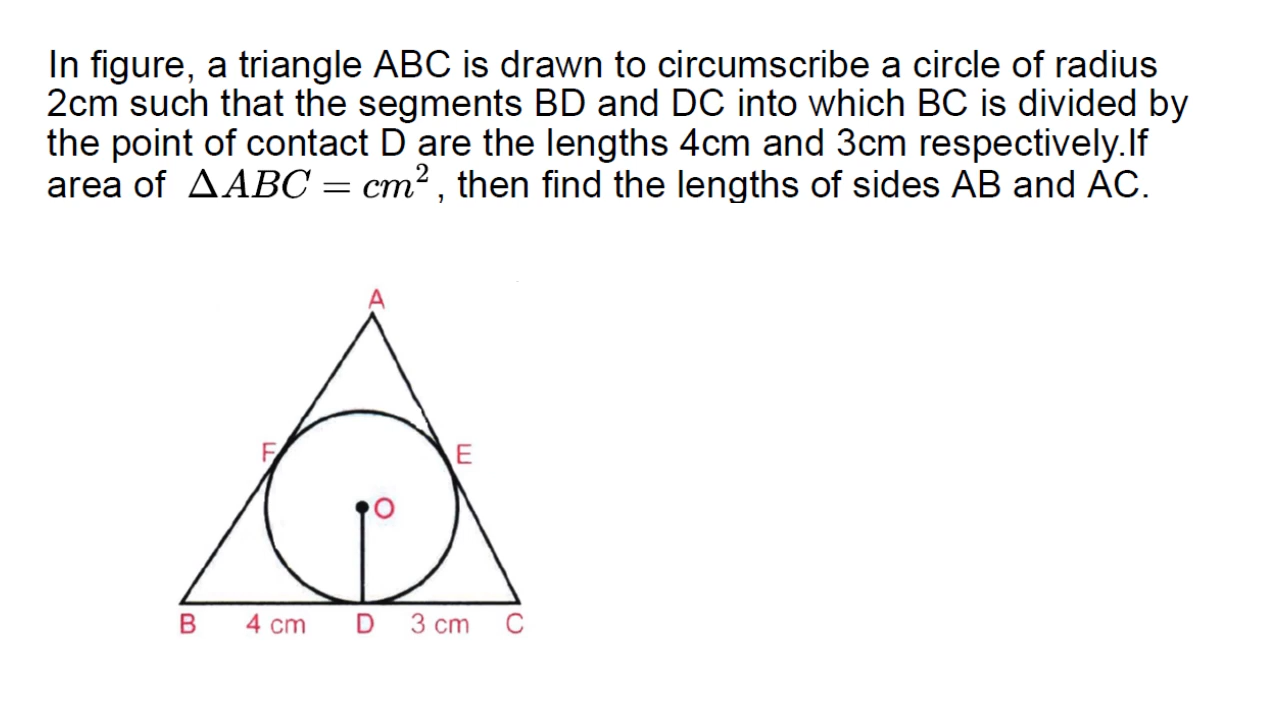 In figure, a triangle ABC is drawn to circumscribe a circle of radius
2cm such that the segments BD and DC into which BC is divided by
the point of contact D are the lengths 4cm and 3cm respectively.If
area of ΔABC = cm², then find the lengths of sides AB and AC.
A
F E
O
B 4 cm D 3 cm C